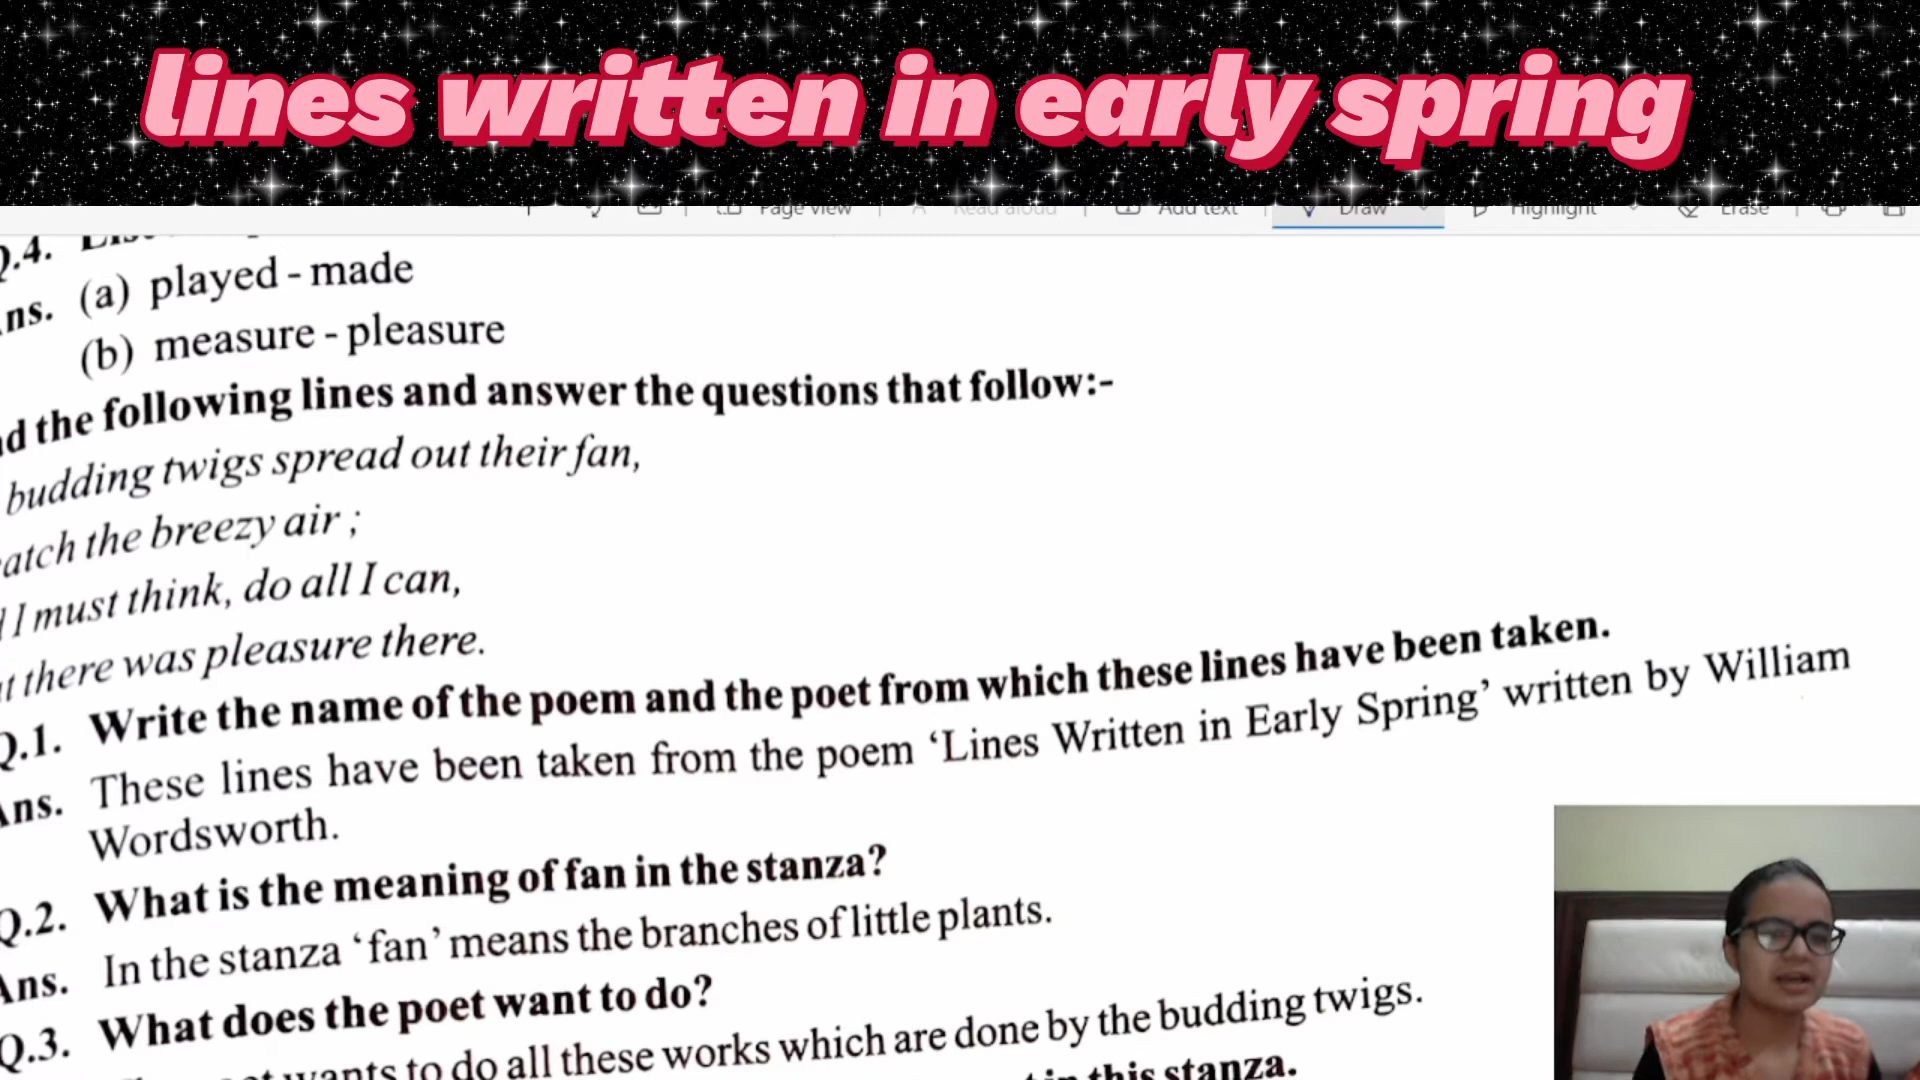 lines written in early spring
Page view Read aloud Add text Draw Highlight Erase
Q.4.
Ans. (a) played - made
(b) measure - pleasure
the following lines and answer the questions that follow:-
budding twigs spread out their fan,
catch the breezy air ;
I must think, do all I can,
there was pleasure there.
Q.1. Write the name of the poem and the poet from which these lines have been taken.
Ans. These lines have been taken from the poem ‘Lines Written in Early Spring’ written by William
Wordsworth.
Q.2. What is the meaning of fan in the stanza?
Ans. In the stanza ‘fan’ means the branches of little plants.
Q.3. What does the poet want to do?
wants to do all these works which are done by the budding twigs.
in this stanza.